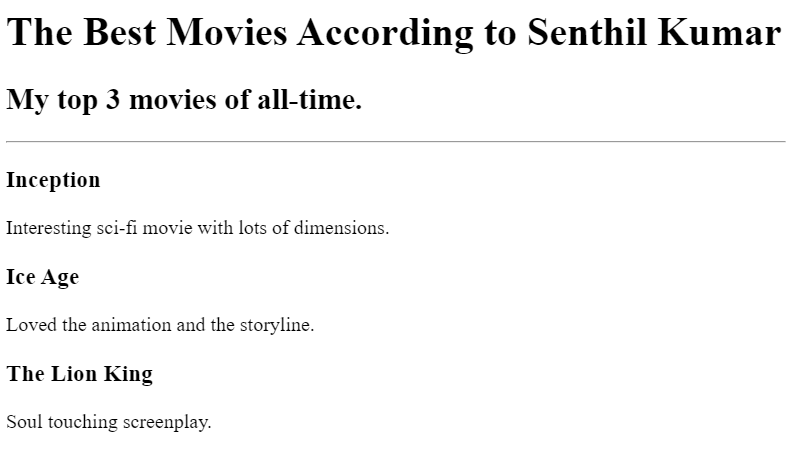 The Best Movies According to Senthil Kumar
My top 3 movies of all-time.
Inception
Interesting sci-fi movie with lots of dimensions.
Ice Age
Loved the animation and the storyline.
The Lion King
Soul touching screenplay.